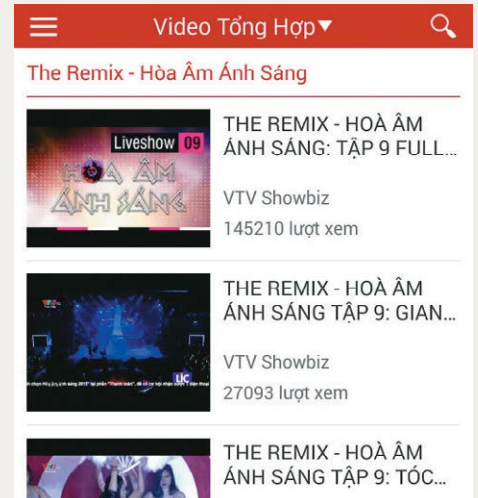 Video Tổng Hợp▼
The Remix - Hòa Âm Ánh Sáng
Liveshow 09
HÒA ÂM
ÁNH SÁNG
THE REMIX - HOÀ ÂM
ÁNH SÁNG: TẬP 9 FULL...
VTV Showbiz
145210 lượt xem
THE REMIX - HOÀ ÂM
ÁNH SÁNG TẬP 9: GIAN...
VTV Showbiz
27093 lượt xem
THE REMIX - HOÀ ÂM
ÁNH SÁNG TẬP 9: TÓC...